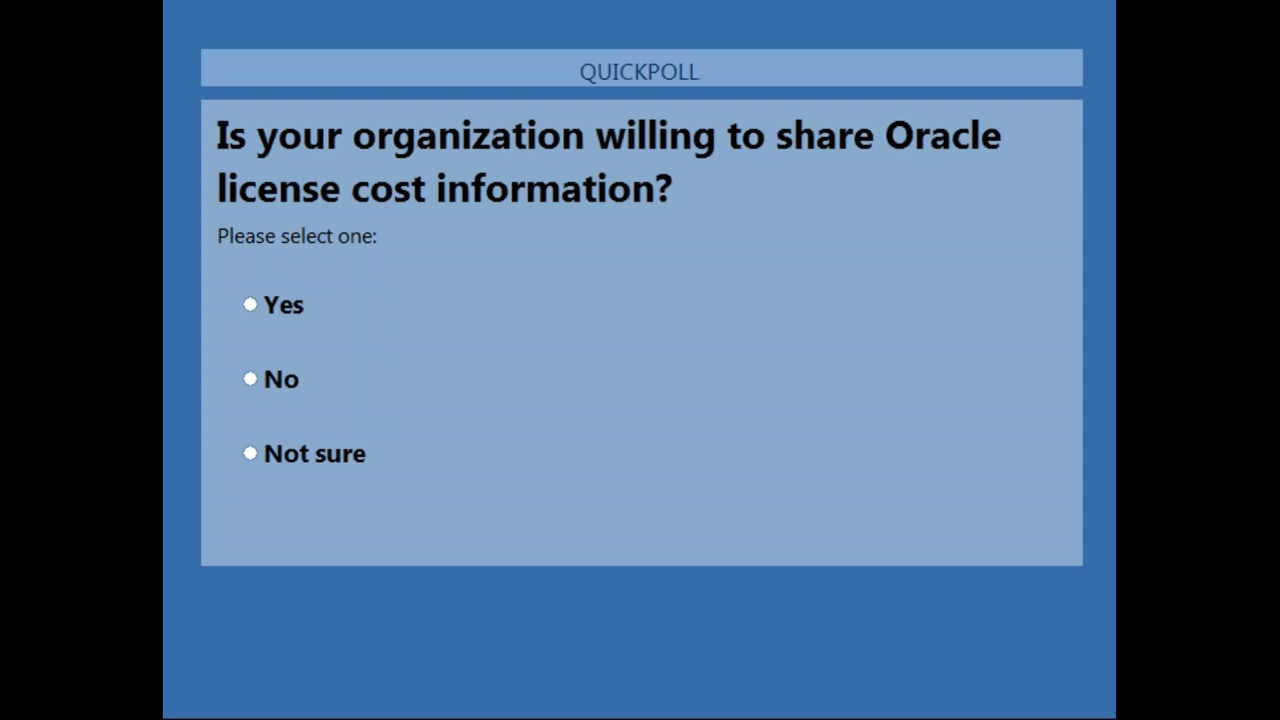 QUICKPOLL
Is your organization willing to share Oracle
license cost information?
Please select one:
Yes
No
Not sure